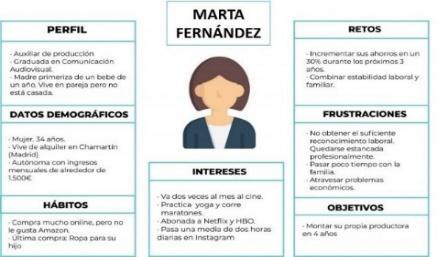 MARTA
FERNÁNDEZ
PERFIL
- Auxiliar de producción
- Graduada en Comunicación
Audiovisual.
- Madre primeriza de un bebé de
un año. Vive en pareja pero no
está casada.
DATOS DEMOGRÁFICOS
- Mujer, 34 años.
- Vive de alquiler en Chamartín
(Madrid)
- Autónoma con ingresos
mensuales de alrededor de
1.500€
HÁBITOS
- Compra mucho online, pero no
le gusta Amazon.
- Última compra: Ropa para su
hijo
INTERESES
- Va dos veces al mes al cine.
- Practica yoga y corre
maratones.
- Abonada a Netflix y HBO.
- Pasa una media de dos horas
diarias en Instagram
RETOS
- Incrementar sus ahorros en un
30% durante los próximos 3
años.
- Combinar estabilidad laboral y
familiar.
FRUSTRACIONES
- No obtener el suficiente
reconocimiento laboral.
Quedarse estancada
profesionalmente.
- Pasar poco tiempo con la
familia.
- Atravesar problemas
económicos.
OBJETIVOS
- Montar su propia productora
en 4 años